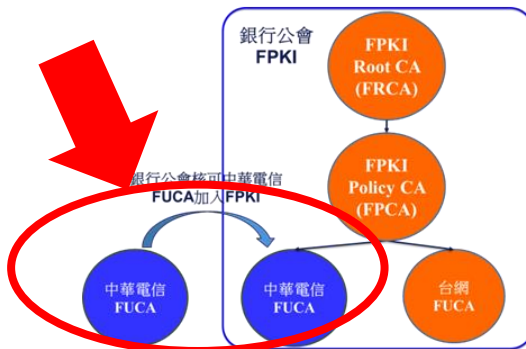 銀行公會
FPKI
FPKI
Root CA
(FRCA)
FPKI
Policy CA
(FPCA)
銀行公會核可中華電信
FUCA加入FPKI
中華電信
FUCA
中華電信
FUCA
台網
FUCA